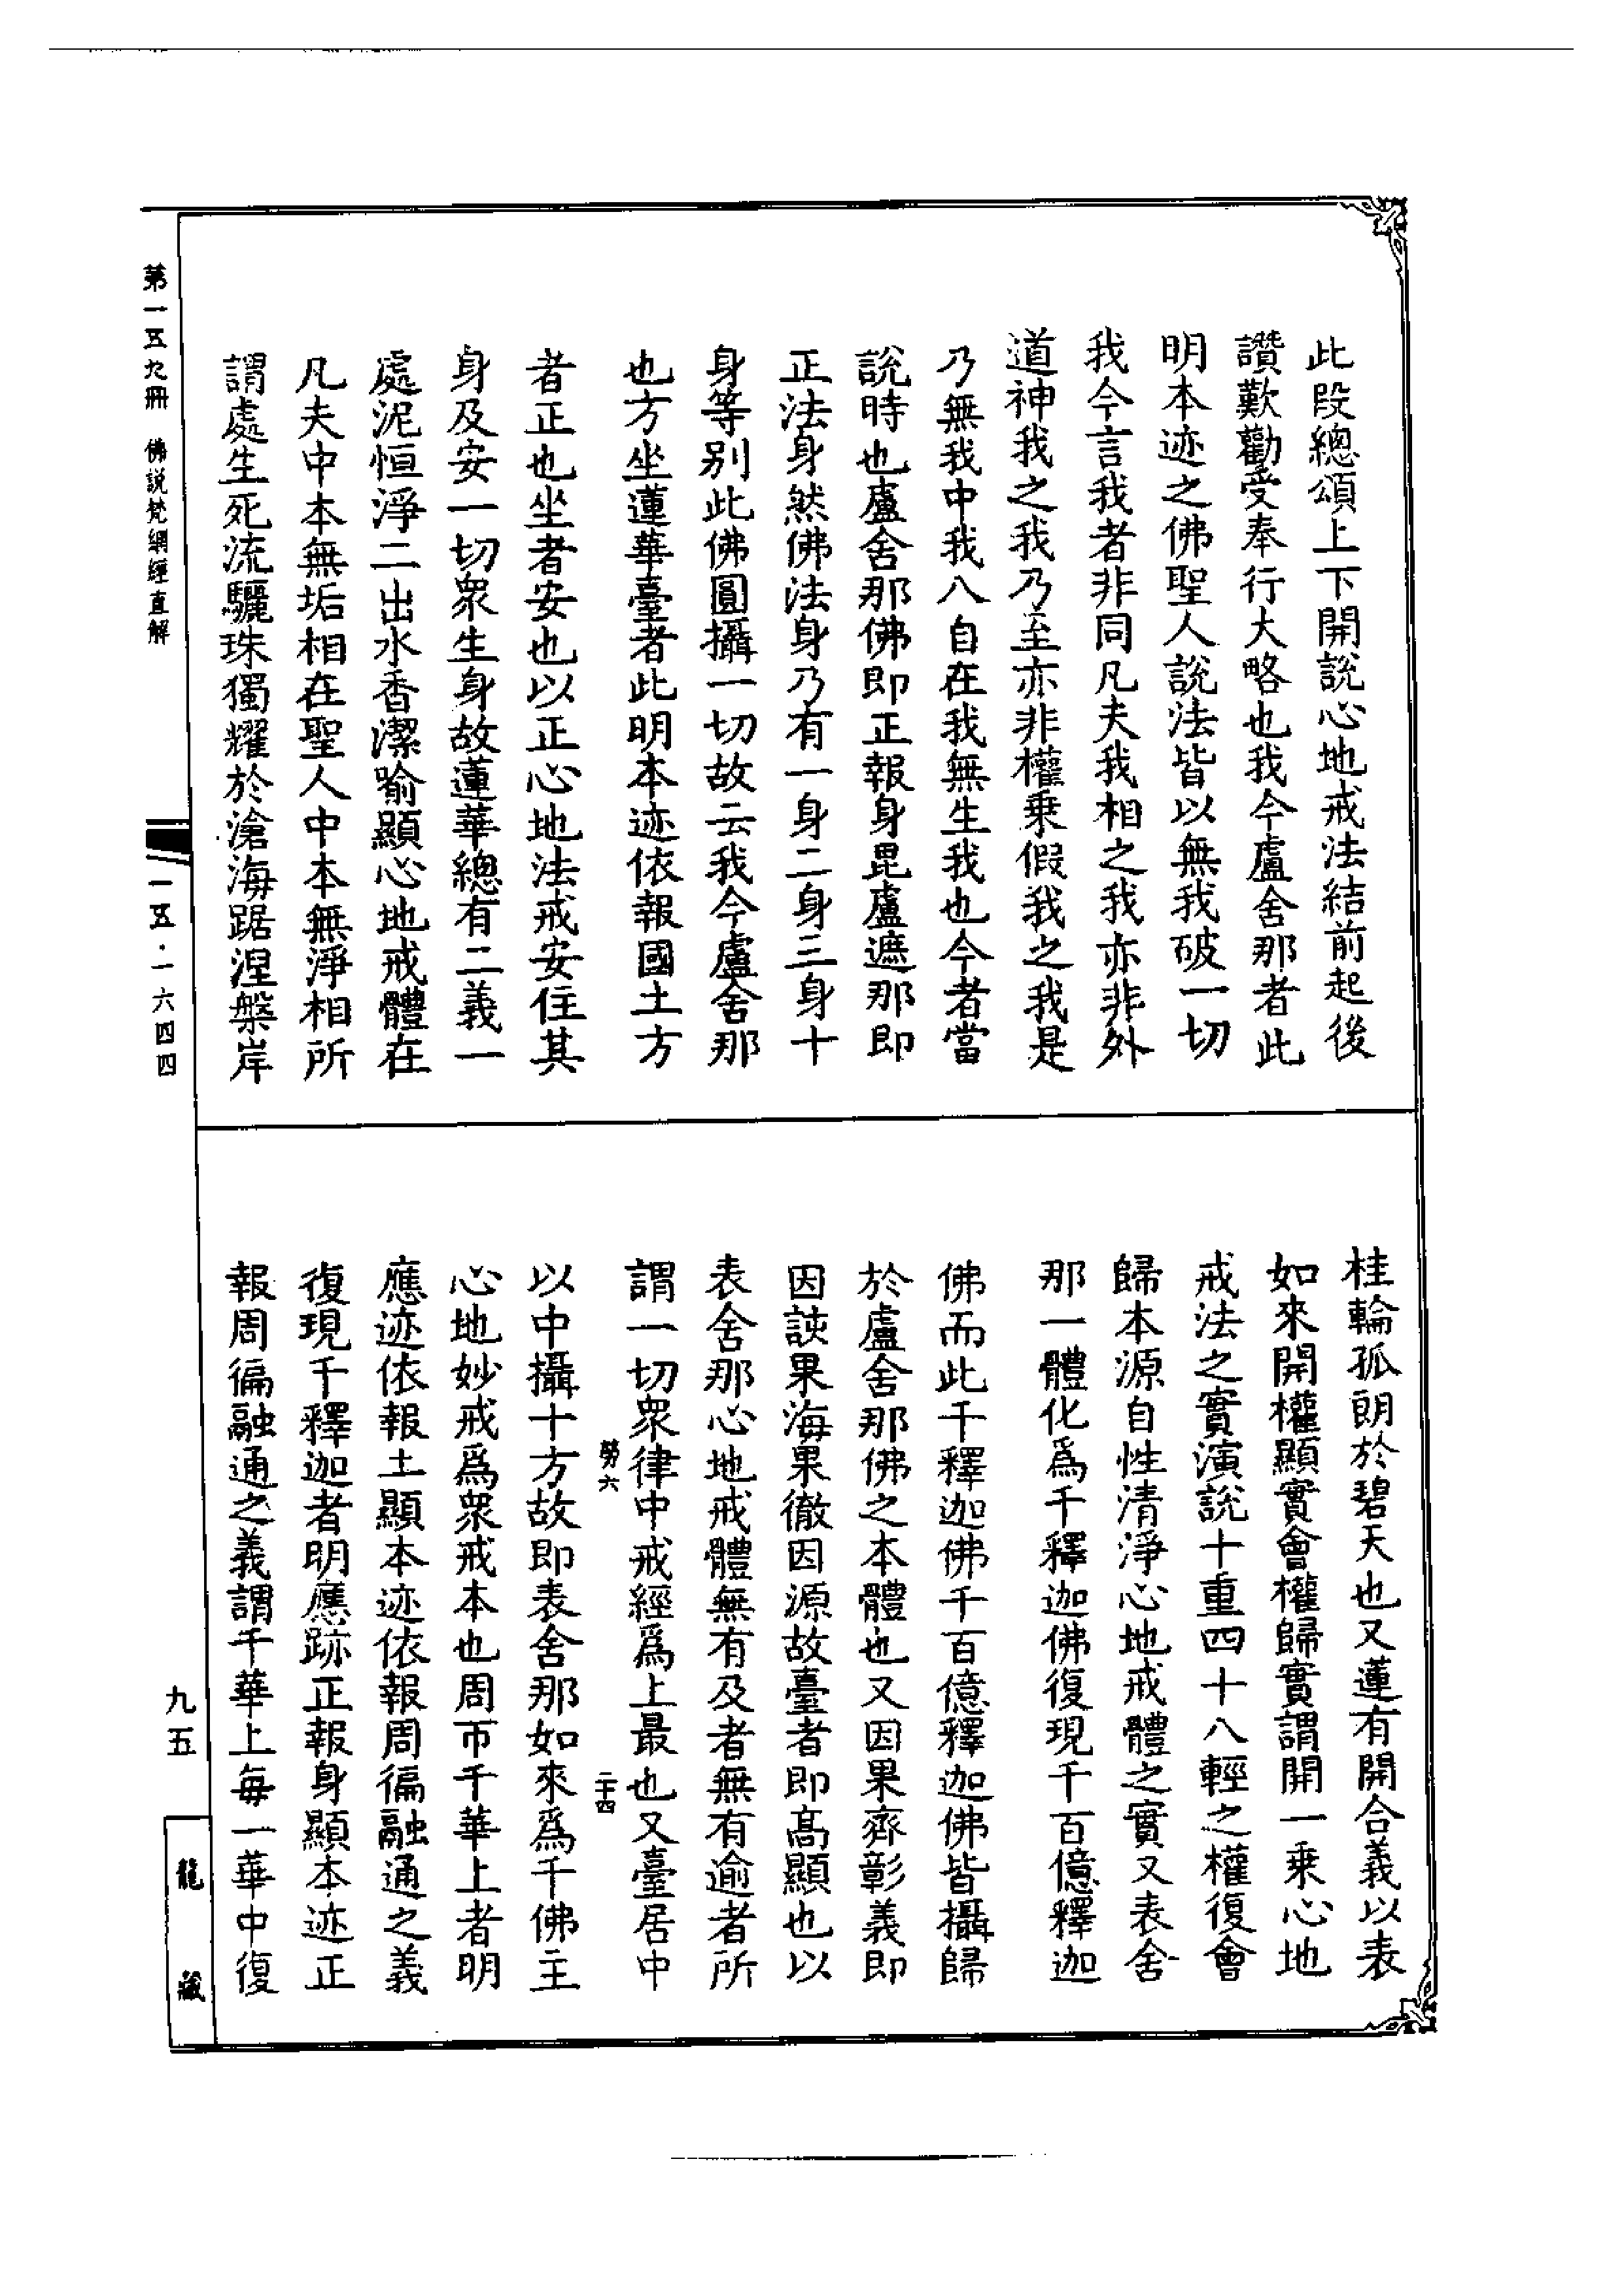 此段總頌上下開説心地戒法結前起後
讚歎勸受奉行大略也我今盧舍那者此
明本迹之佛聖人説法皆以無我破一切
我今言我者非同凡夫我相之我亦非外
道神我之我乃至亦非權乗假我之我是
乃無我中我八自在我無生我也今者當
説時也盧舍那佛即正報身毘盧遮那即
正法身然佛法身乃有一身二身三身十
身等别此佛圓攝一切故云我今盧舍那
也方坐蓮華臺者此明本迹依報國土方
者正也坐者安也以正心地法戒安住其
身及安一切衆生身故蓮華總有二義一
處泥恒淨二出水香潔喻顯心地戒體在
凡夫中本無垢相在聖人中本無淨相所
謂處生死流驪珠獨耀於滄海踞涅槃岸
桂輪孤朗於碧天也又蓮有開合義以表
如來開權顯實會權歸實謂開一乗心地
戒法之實演説十重四十八輕之權復會
歸本源自性清淨心地戒體之實又表舍
那一體化爲千釋迦佛復現千百億釋迦
佛而此千釋迦佛千百億釋迦佛皆攝歸
於盧舍那佛之本體也又因果齊彰義即
因該果海果徹因源故臺者即髙顯也以
表舍那心地戒體無有及者無有逾者所
謂一切衆律中戒經爲上最也又臺居中
以中攝十方故即表舍那如來爲千佛主
心地妙戒爲衆戒本也周帀千華上者明
應迹依報土顯本迹依報周徧融通之義
復現千釋迦者明應跡正報身顯本迹正
報周徧融通之義謂千華上每一華中復
勞六
二十四
第一五九冊 佛説梵網經直解
一五·一六四四
九五
龍藏